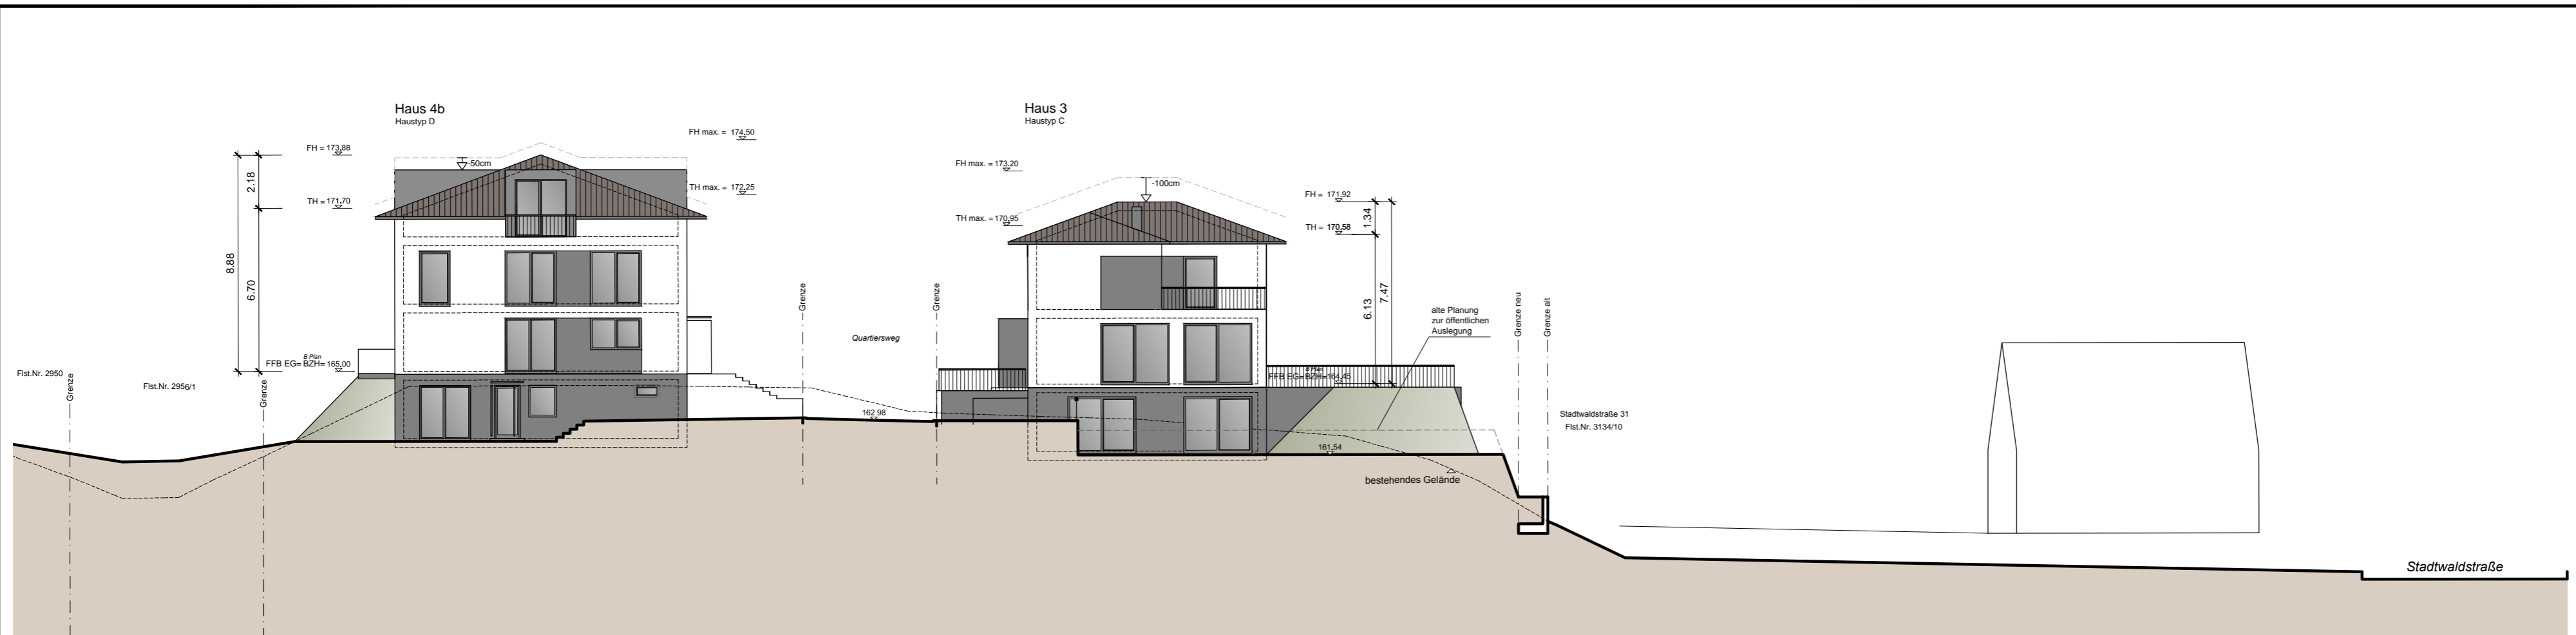 Haus 4b
Haustyp D
FH max. = 174,50
FH = 173,88
-50cm
TH max. = 172,25
TH = 171,70
2.18
8.88
6.70
B Plan
FFB EG= BZH= 165,00
Flst.Nr. 2950
Grenze
Flst.Nr. 2956/1
Grenze
Grenze
Quartiersweg
162,98
Grenze
Haus 3
Haustyp C
FH max. = 173,20
-100cm
TH max. = 170,95
FH = 171,92
TH = 170,58
1.34
6.13
7.47
B Plan
FFB EG= BZH=164,45
alte Planung
zur öffentlichen
Auslegung
Grenze neu
Grenze alt
161,54
bestehendes Gelände
Stadtwaldstraße 31
Flst.Nr. 3134/10
Stadtwaldstraße